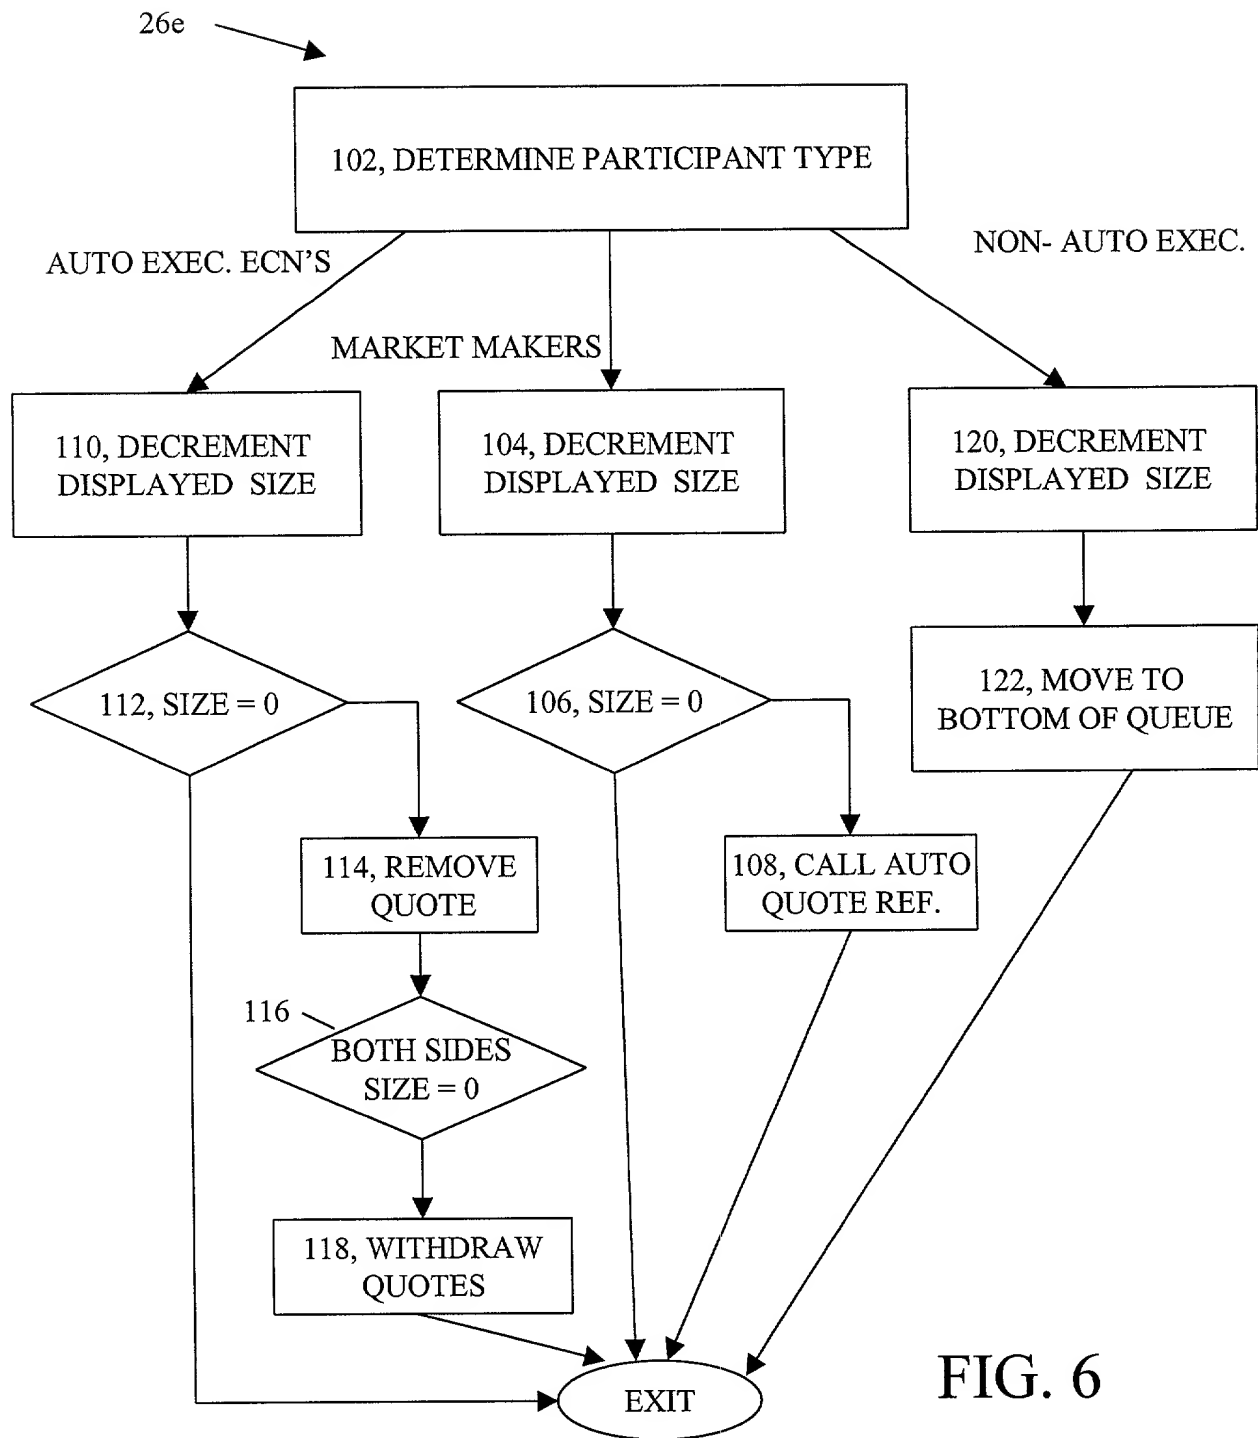 26e
102, DETERMINE PARTICIPANT TYPE
AUTO EXEC. ECN'S
NON- AUTO EXEC.
MARKET MAKERS
110, DECREMENT
DISPLAYED SIZE
104, DECREMENT
DISPLAYED SIZE
120, DECREMENT
DISPLAYED SIZE
112, SIZE = 0
106, SIZE = 0
122, MOVE TO
BOTTOM OF QUEUE
114, REMOVE
QUOTE
108, CALL AUTO
QUOTE REF.
116
BOTH SIDES
SIZE = 0
118, WITHDRAW
QUOTES
EXIT
FIG. 6